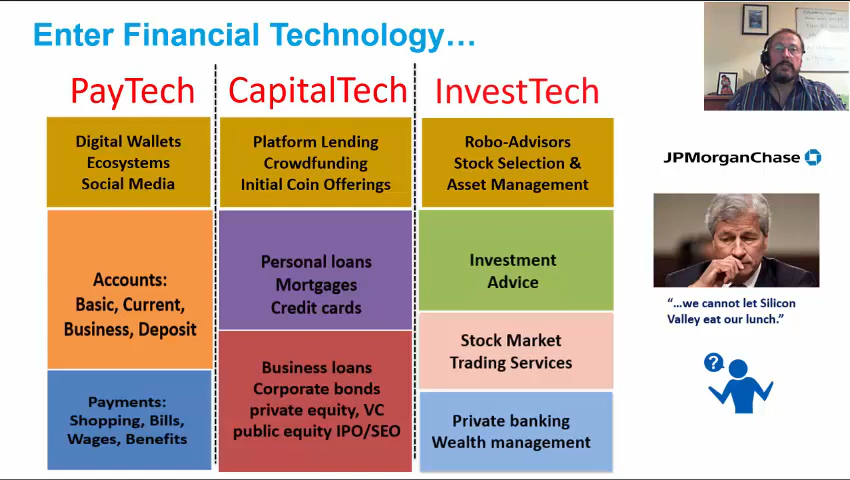 Enter Financial Technology…
PayTech
CapitalTech
InvestTech
Digital Wallets
Ecosystems
Social Media
Platform Lending
Crowdfunding
Initial Coin Offerings
Robo-Advisors
Stock Selection &
Asset Management
Accounts:
Basic, Current,
Business, Deposit
Personal loans
Mortgages
Credit cards
Investment
Advice
Payments:
Shopping, Bills,
Wages, Benefits
Business loans
Corporate bonds
private equity, VC
public equity IPO/SEO
Stock Market
Trading Services
Private banking
Wealth management
JPMorganChase
“…we cannot let Silicon
Valley eat our lunch.”
?